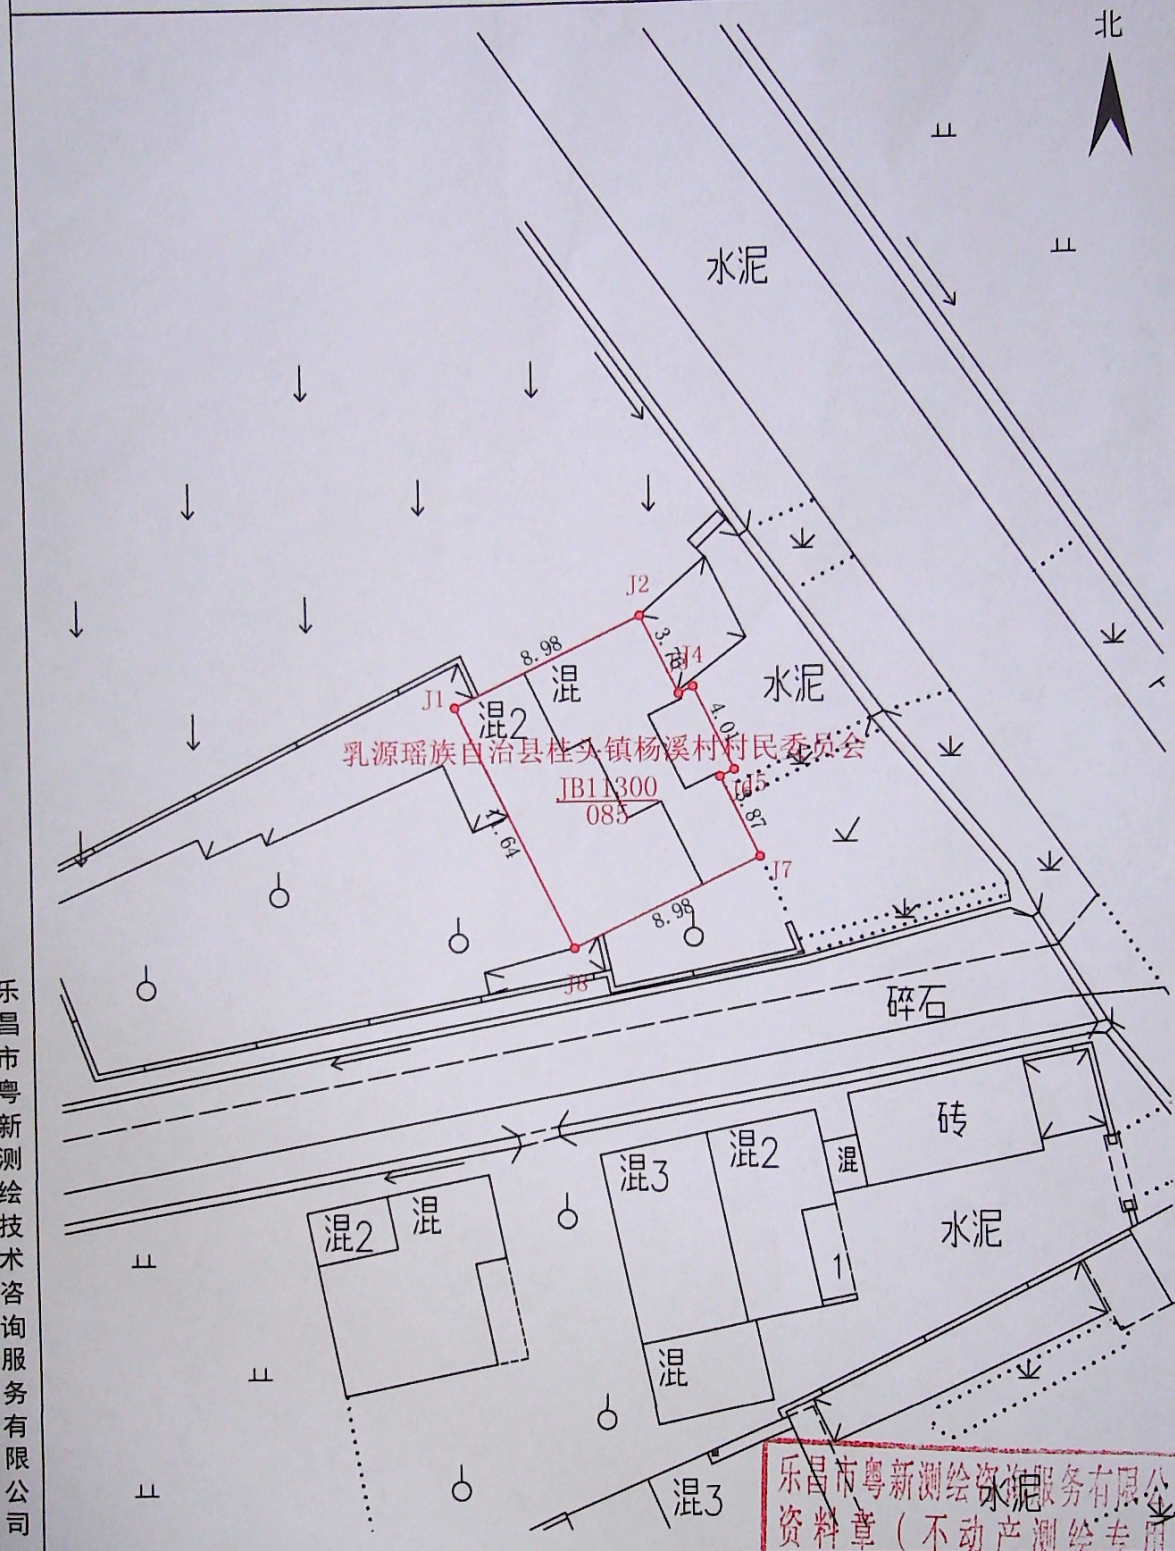 北
水泥
J2
8.98
3.78
J4
混
水泥
J1
混2
4.01
乳源瑶族自治县桂头镇杨溪村村民委员会
JB11300
085
J5
3.87
11.64
J7
8.98
J8
碎石
砖
混
混2
混3
混
混2
水泥
1
混
混3
水泥
乐昌市粤新测绘技术咨询服务有限公司
乐昌市粤新测绘咨询服务有限公
资料章（不动产测绘专用